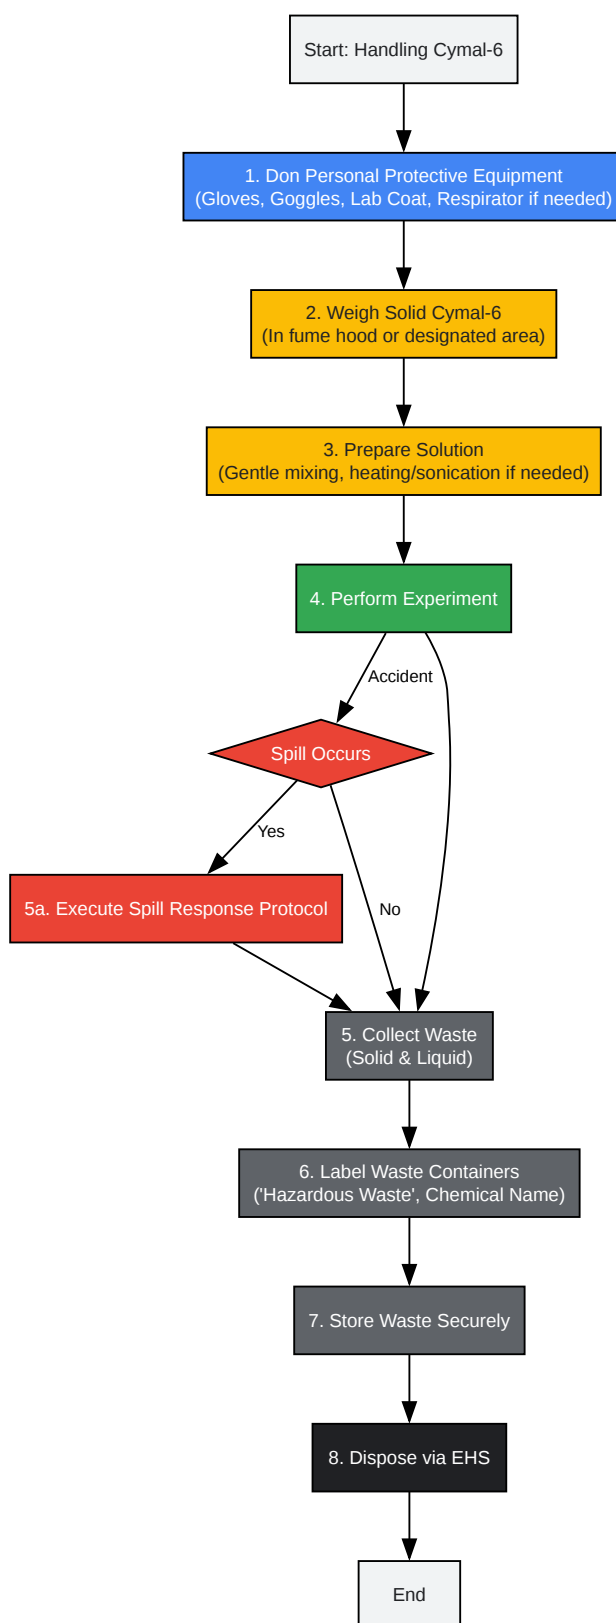 Start: Handling Cymal-6
1. Don Personal Protective Equipment
(Gloves, Goggles, Lab Coat, Respirator if needed)
2. Weigh Solid Cymal-6
(In fume hood or designated area)
3. Prepare Solution
(Gentle mixing, heating/sonication if needed)
4. Perform Experiment
Accident
Spill Occurs
Yes
5a. Execute Spill Response Protocol
No
5. Collect Waste
(Solid & Liquid)
6. Label Waste Containers
('Hazardous Waste', Chemical Name)
7. Store Waste Securely
8. Dispose via EHS
End